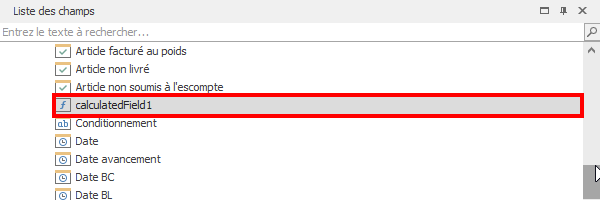 Liste des champs
Entrez le texte à rechercher...
Article facturé au poids
Article non livré
Article non soumis à l'escompte
calculatedField1
ab Conditionnement
Date
Date avancement
Date BC
Date BL